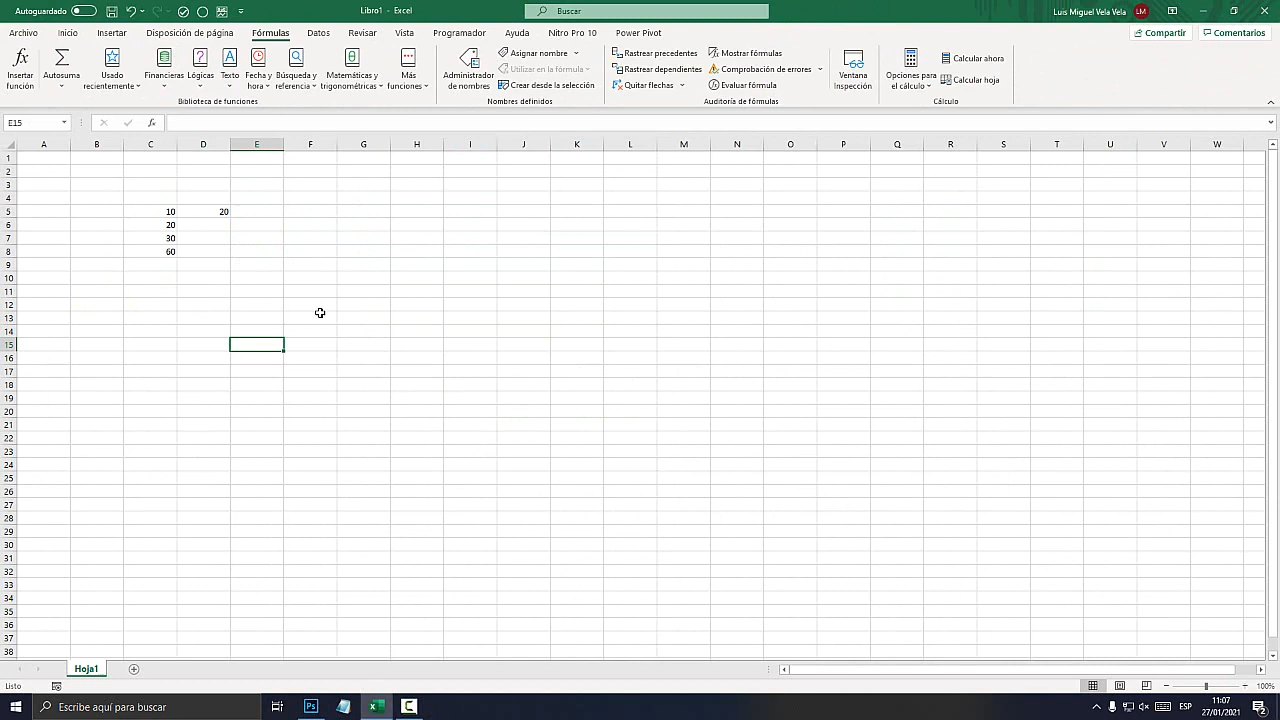 Autoguardado
Libro1 - Excel
Buscar
Luis Miguel Vela Vela
LM
Archivo Inicio Insertar Disposición de página Fórmulas Datos Revisar Vista Programador Ayuda Nitro Pro 10 Power Pivot
Compartir Comentarios
fx
Insertar función
Autosuma
Usado recientemente
Financieras
Lógicas
Texto
Fecha y hora
Búsqueda y referencia
Matemáticas y trigonométricas
Más funciones
Biblioteca de funciones
Administrador de nombres
Asignar nombre
Utilizar en la fórmula
Crear desde la selección
Nombres definidos
Rastrear precedentes
Rastrear dependientes
Quitar flechas
Mostrar fórmulas
Comprobación de errores
Evaluar fórmula
Auditoría de fórmulas
Ventana Inspección
Opciones para el cálculo
Calcular ahora
Calcular hoja
Cálculo
E15
fx
A B C D E F G H I J K L M N O P Q R S T U V W
1
2
3
4
5 10 20
6 20
7 30
8 60
9
10
11
12
13
14
15
16
17
18
19
20
21
22
23
24
25
26
27
28
29
30
31
32
33
34
35
36
37
38
Hoja1
Listo
100%
Escribe aquí para buscar
Ps
ESP
11:07
27/01/2021
2